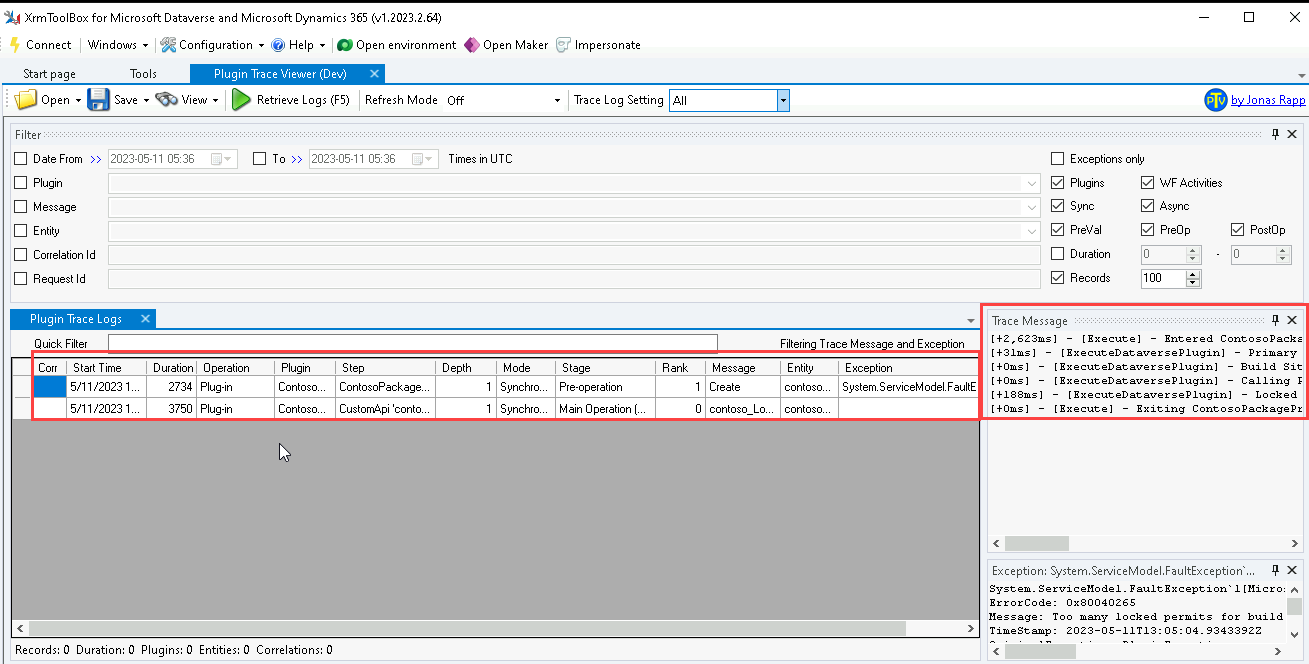 XrmToolBox for Microsoft Dataverse and Microsoft Dynamics 365 (v1.2023.2.64)
Connect Windows Configuration Help Open environment Open Maker Impersonate
Start page Tools Plugin Trace Viewer (Dev)
Open Save View Retrieve Logs (F5) Refresh Mode Off Trace Log Setting All PTV by Jonas Rapp
Filter
Date From >> 2023-05-11 05:36 To >> 2023-05-11 05:36 Times in UTC Exceptions only
Plugin Plugins WF Activities
Message Sync Async
Entity PreVal PreOp PostOp
Correlation Id Duration 0 - 0
Request Id Records 100
Plugin Trace Logs
Quick Filter Filtering Trace Message and Exception
Corr Start Time Duration Operation Plugin Step Depth Mode Stage Rank Message Entity Exception
5/11/2023 1... 2734 Plug-in Contoso... ContosoPackage... 1 Synchro... Pre-operation 1 Create contoso... System.ServiceModel.FaultE
5/11/2023 1... 3750 Plug-in Contoso... CustomApi 'conto... 1 Synchro... Main Operation (... 0 contoso_Lo... contoso...
Trace Message
[+2,623ms] - [Execute] - Entered ContosoPacka
[+31ms] - [ExecuteDataversePlugin] - Primary
[+0ms] - [ExecuteDataversePlugin] - Build Sit
[+0ms] - [ExecuteDataversePlugin] - Calling P
[+188ms] - [ExecuteDataversePlugin] - Locked
[+0ms] - [Execute] - Exiting ContosoPackagePr
Exception: System.ServiceModel.FaultException`...
System.ServiceModel.FaultException`1[Micros
ErrorCode: 0x80040265
Message: Too many locked permits for build
TimeStamp: 2023-05-11T13:05:04.9343392Z
Records: 0 Duration: 0 Plugins: 0 Entities: 0 Correlations: 0